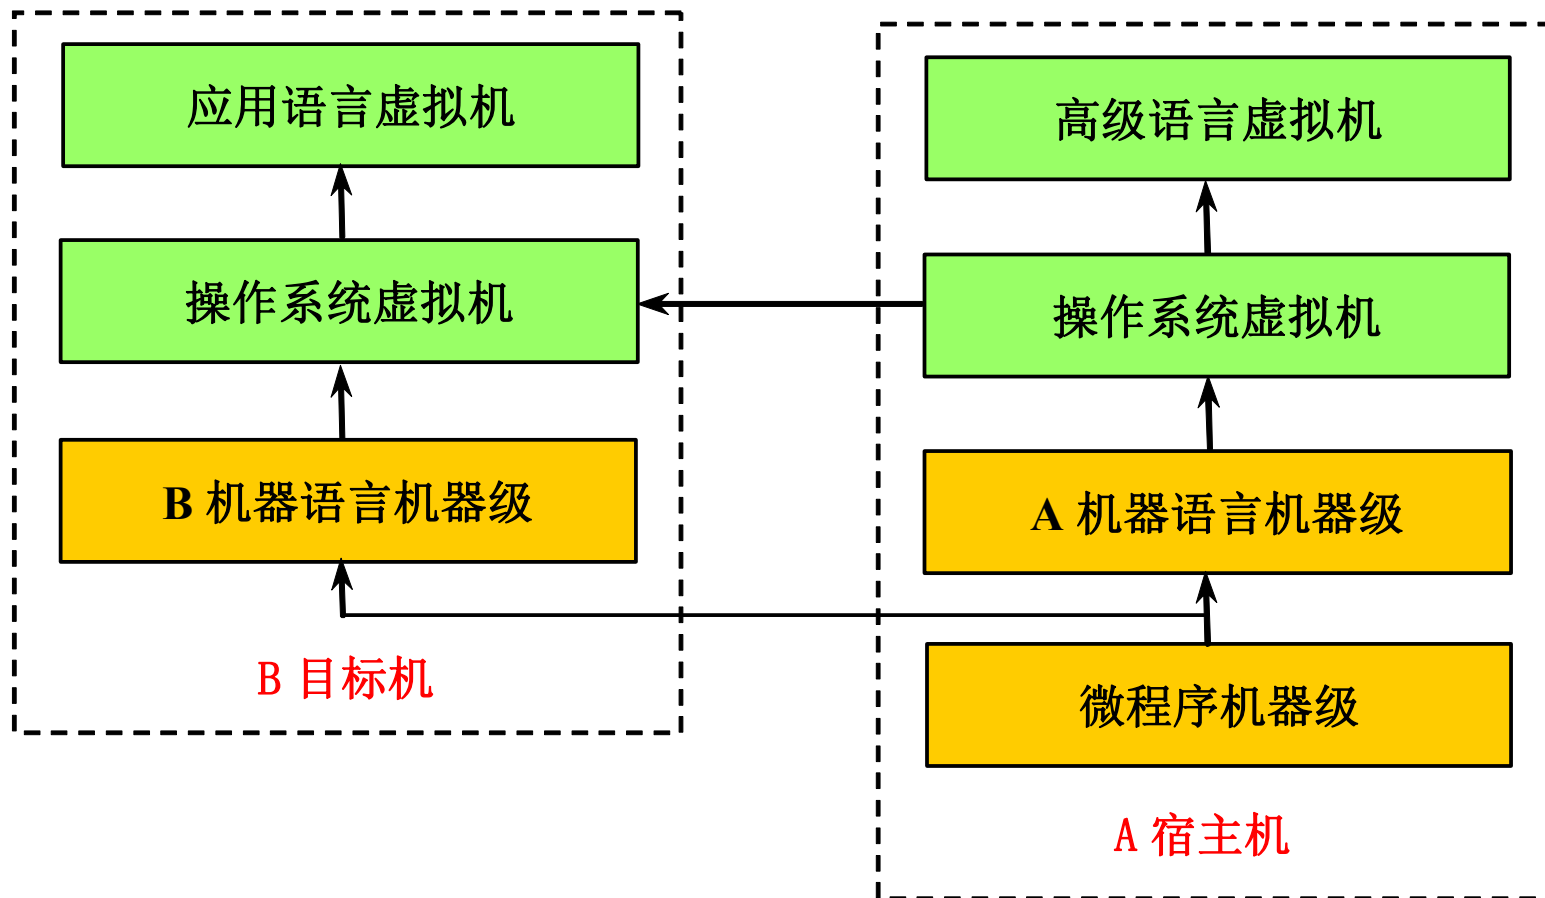 应用语言虚拟机
操作系统虚拟机
B 机器语言机器级
B 目标机
高级语言虚拟机
操作系统虚拟机
A 机器语言机器级
微程序机器级
A 宿主机